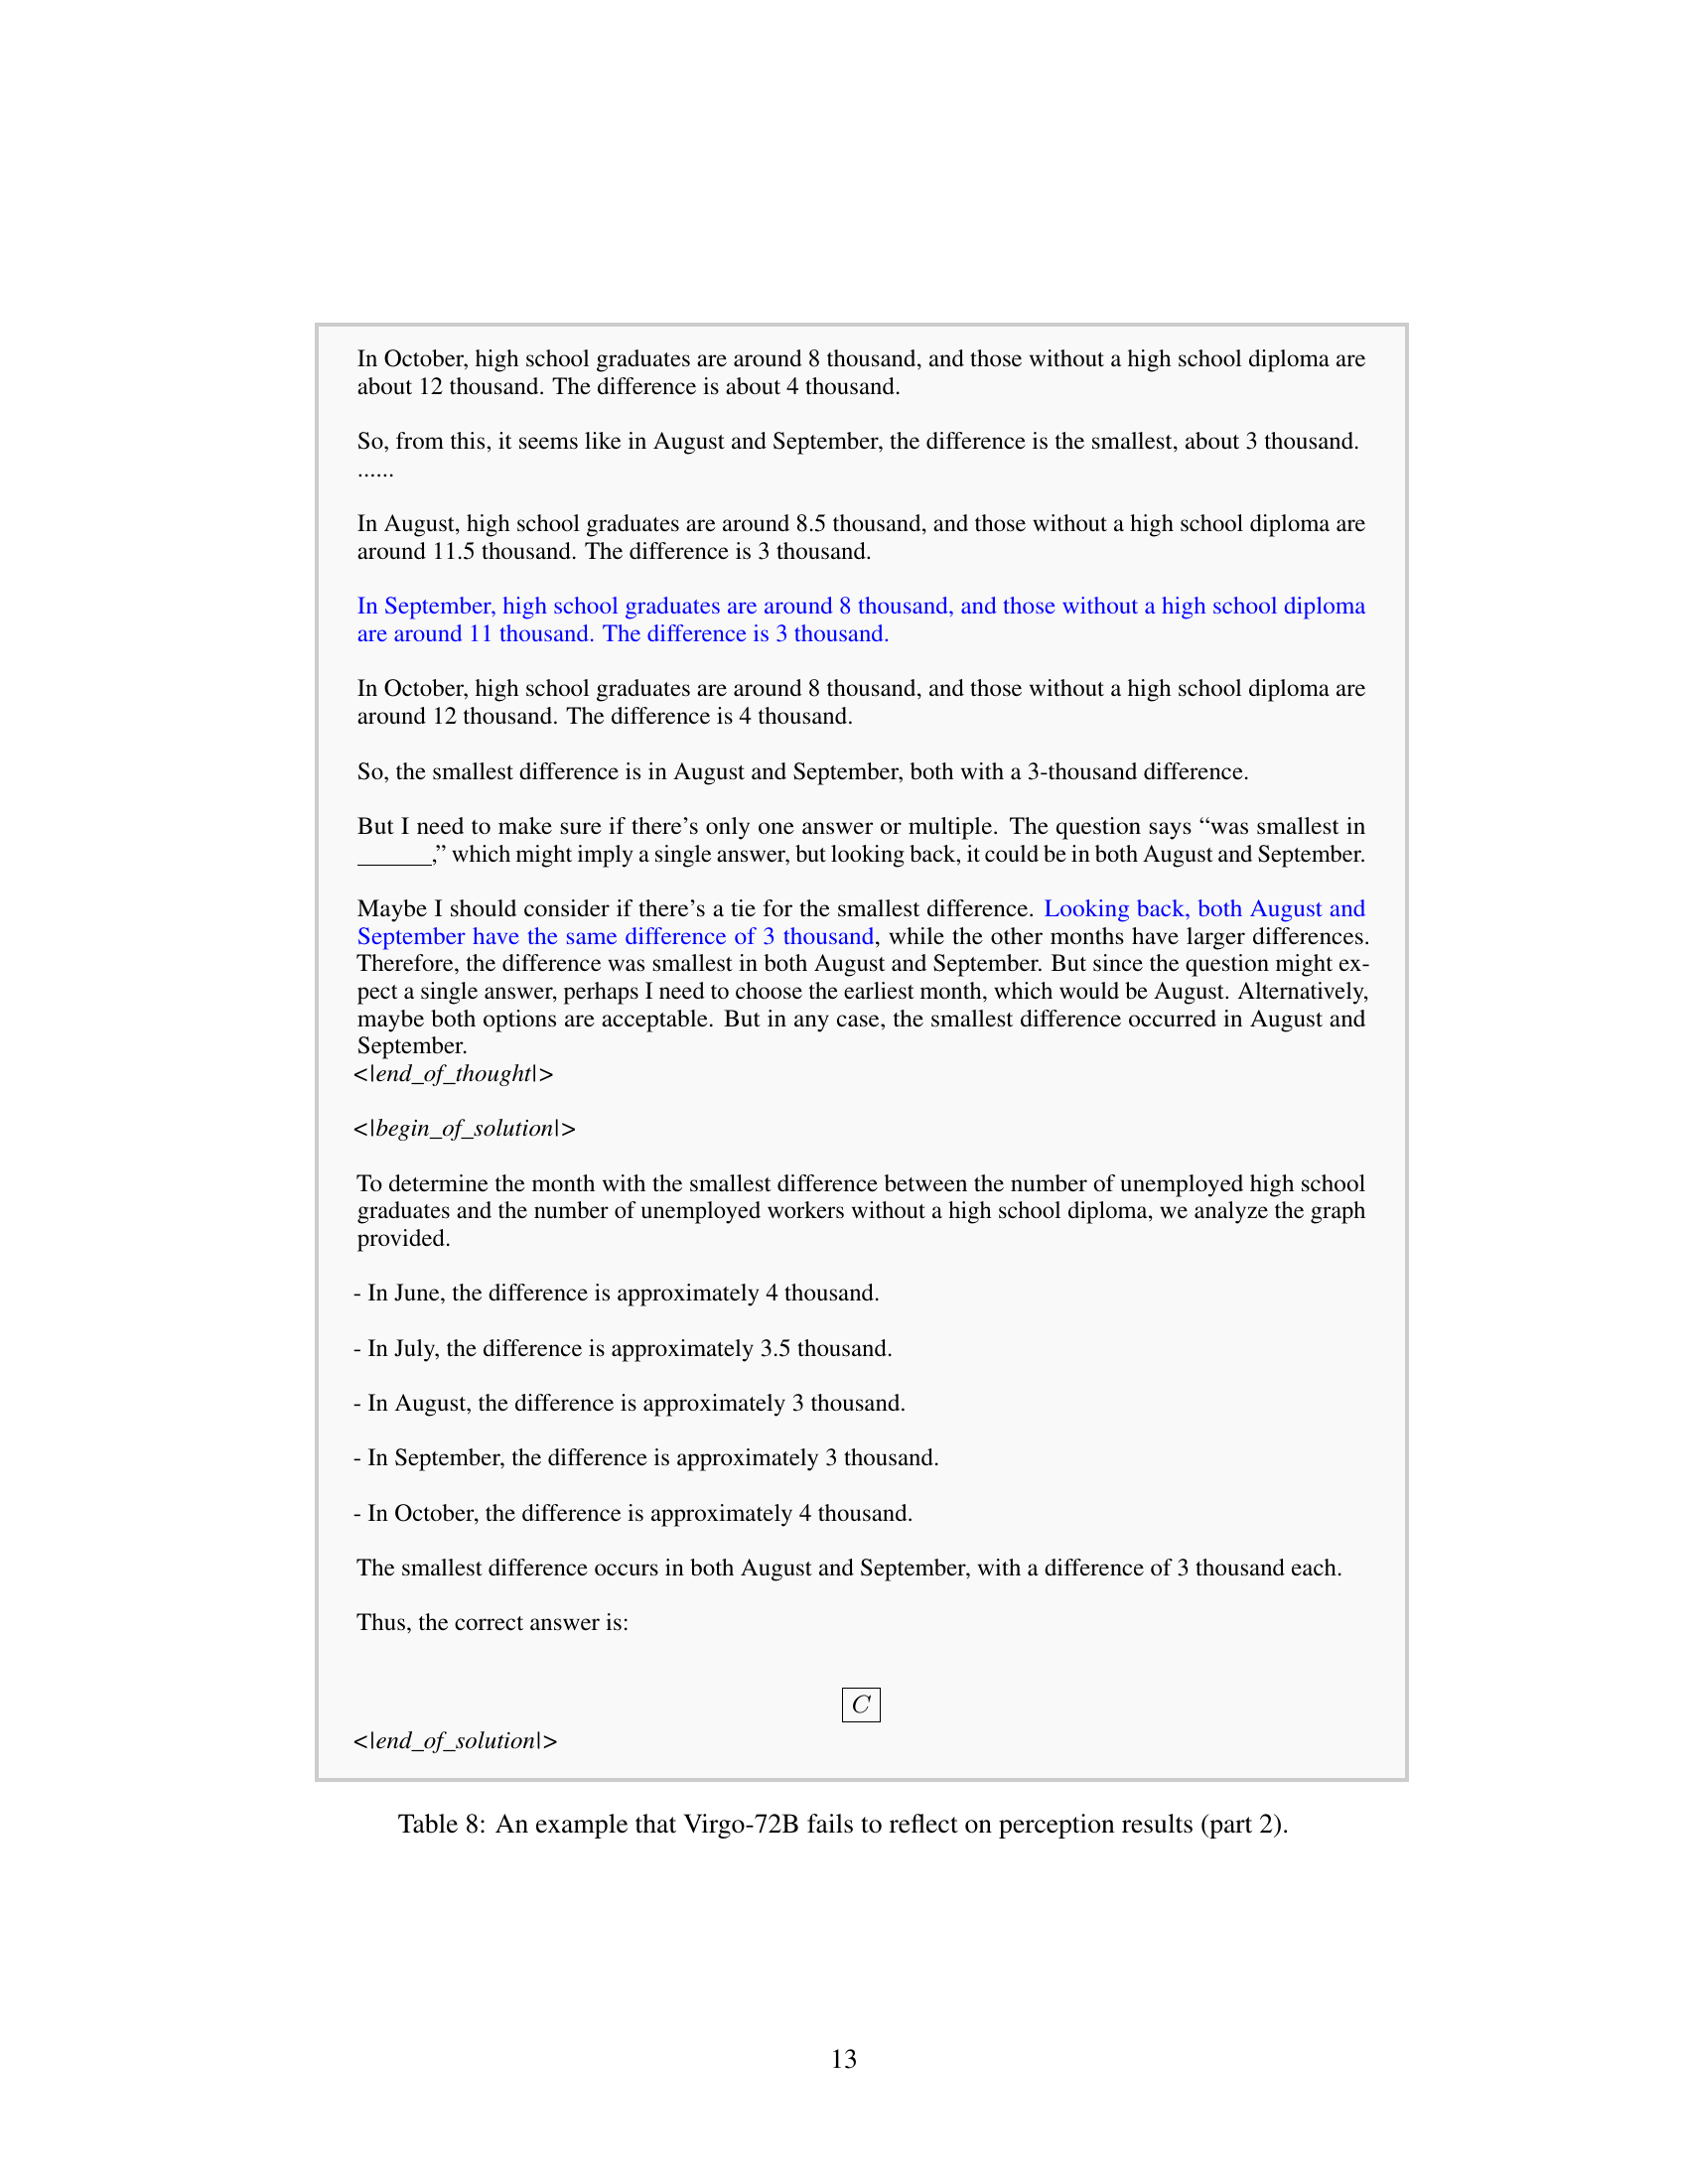 In October, high school graduates are around 8 thousand, and those without a high school diploma are
about 12 thousand. The difference is about 4 thousand.
So, from this, it seems like in August and September, the difference is the smallest, about 3 thousand.
......
In August, high school graduates are around 8.5 thousand, and those without a high school diploma are
around 11.5 thousand. The difference is 3 thousand.
In September, high school graduates are around 8 thousand, and those without a high school diploma
are around 11 thousand. The difference is 3 thousand.
In October, high school graduates are around 8 thousand, and those without a high school diploma are
around 12 thousand. The difference is 4 thousand.
So, the smallest difference is in August and September, both with a 3-thousand difference.
But I need to make sure if there's only one answer or multiple. The question says “was smallest in
______,” which might imply a single answer, but looking back, it could be in both August and September.
Maybe I should consider if there's a tie for the smallest difference. Looking back, both August and
September have the same difference of 3 thousand, while the other months have larger differences.
Therefore, the difference was smallest in both August and September. But since the question might ex-
pect a single answer, perhaps I need to choose the earliest month, which would be August. Alternatively,
maybe both options are acceptable. But in any case, the smallest difference occurred in August and
September.
<|end_of_thought|>
<|begin_of_solution|>
To determine the month with the smallest difference between the number of unemployed high school
graduates and the number of unemployed workers without a high school diploma, we analyze the graph
provided.
- In June, the difference is approximately 4 thousand.
- In July, the difference is approximately 3.5 thousand.
- In August, the difference is approximately 3 thousand.
- In September, the difference is approximately 3 thousand.
- In October, the difference is approximately 4 thousand.
The smallest difference occurs in both August and September, with a difference of 3 thousand each.
Thus, the correct answer is:
C
<|end_of_solution|>
Table 8: An example that Virgo-72B fails to reflect on perception results (part 2).
13